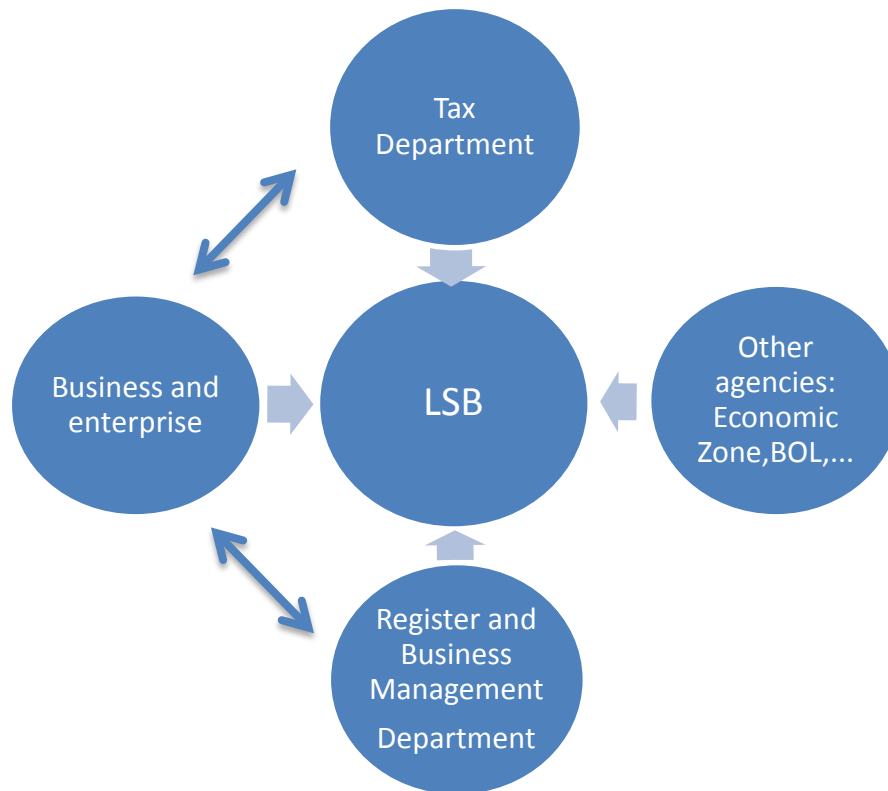 Tax
Department
Business and
enterprise
LSB
Other
agencies:
Economic
Zone,BOL,...
Register and
Business
Management
Department